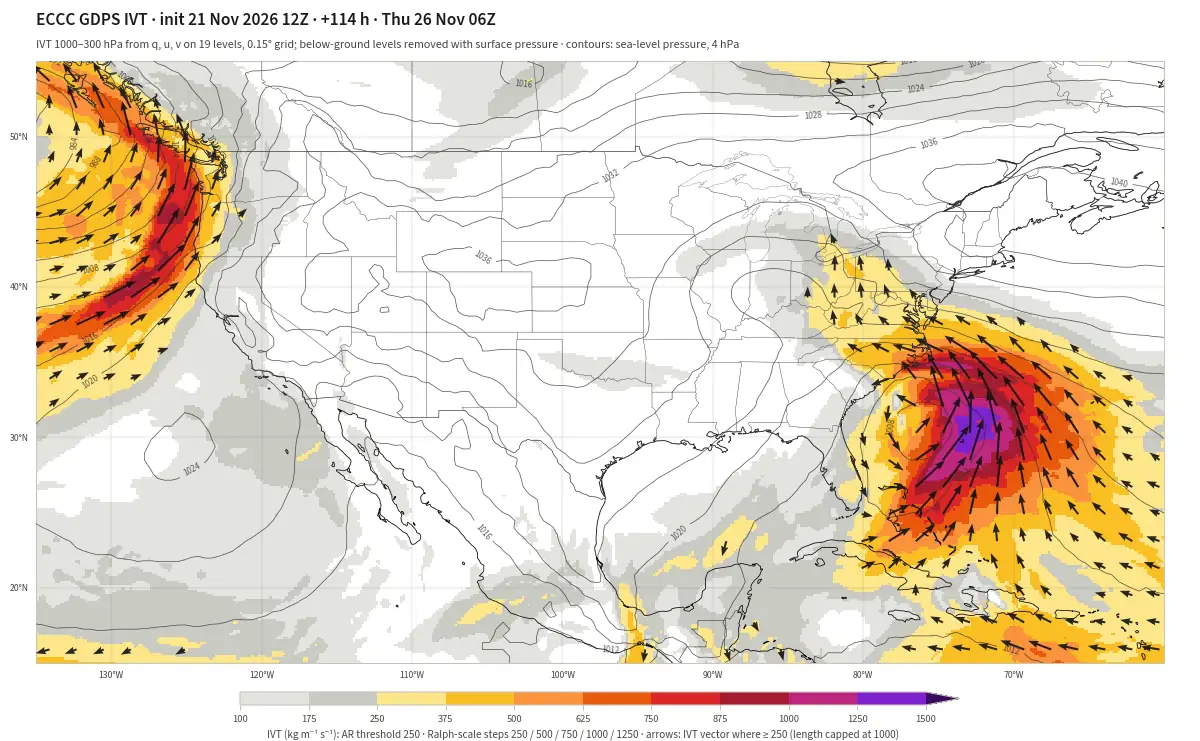 ECCC GDPS IVT · init 21 Nov 2026 12Z · +114 h · Thu 26 Nov 06Z
IVT 1000–300 hPa from q, u, v on 19 levels, 0.15° grid; below-ground levels removed with surface pressure · contours: sea-level pressure, 4 hPa
1016
1024
1028
50°N
984
1036
1032
1040
1008
1036
40°N
1016
1020
1008
30°N
1024
1016
1020
20°N
1012
1012
130°W
120°W
110°W
100°W
90°W
80°W
70°W
100
175
250
375
500
625
750
875
1000
1250
1500
IVT (kg m⁻¹ s⁻¹): AR threshold 250 · Ralph-scale steps 250 / 500 / 750 / 1000 / 1250 · arrows: IVT vector where ≥ 250 (length capped at 1000)